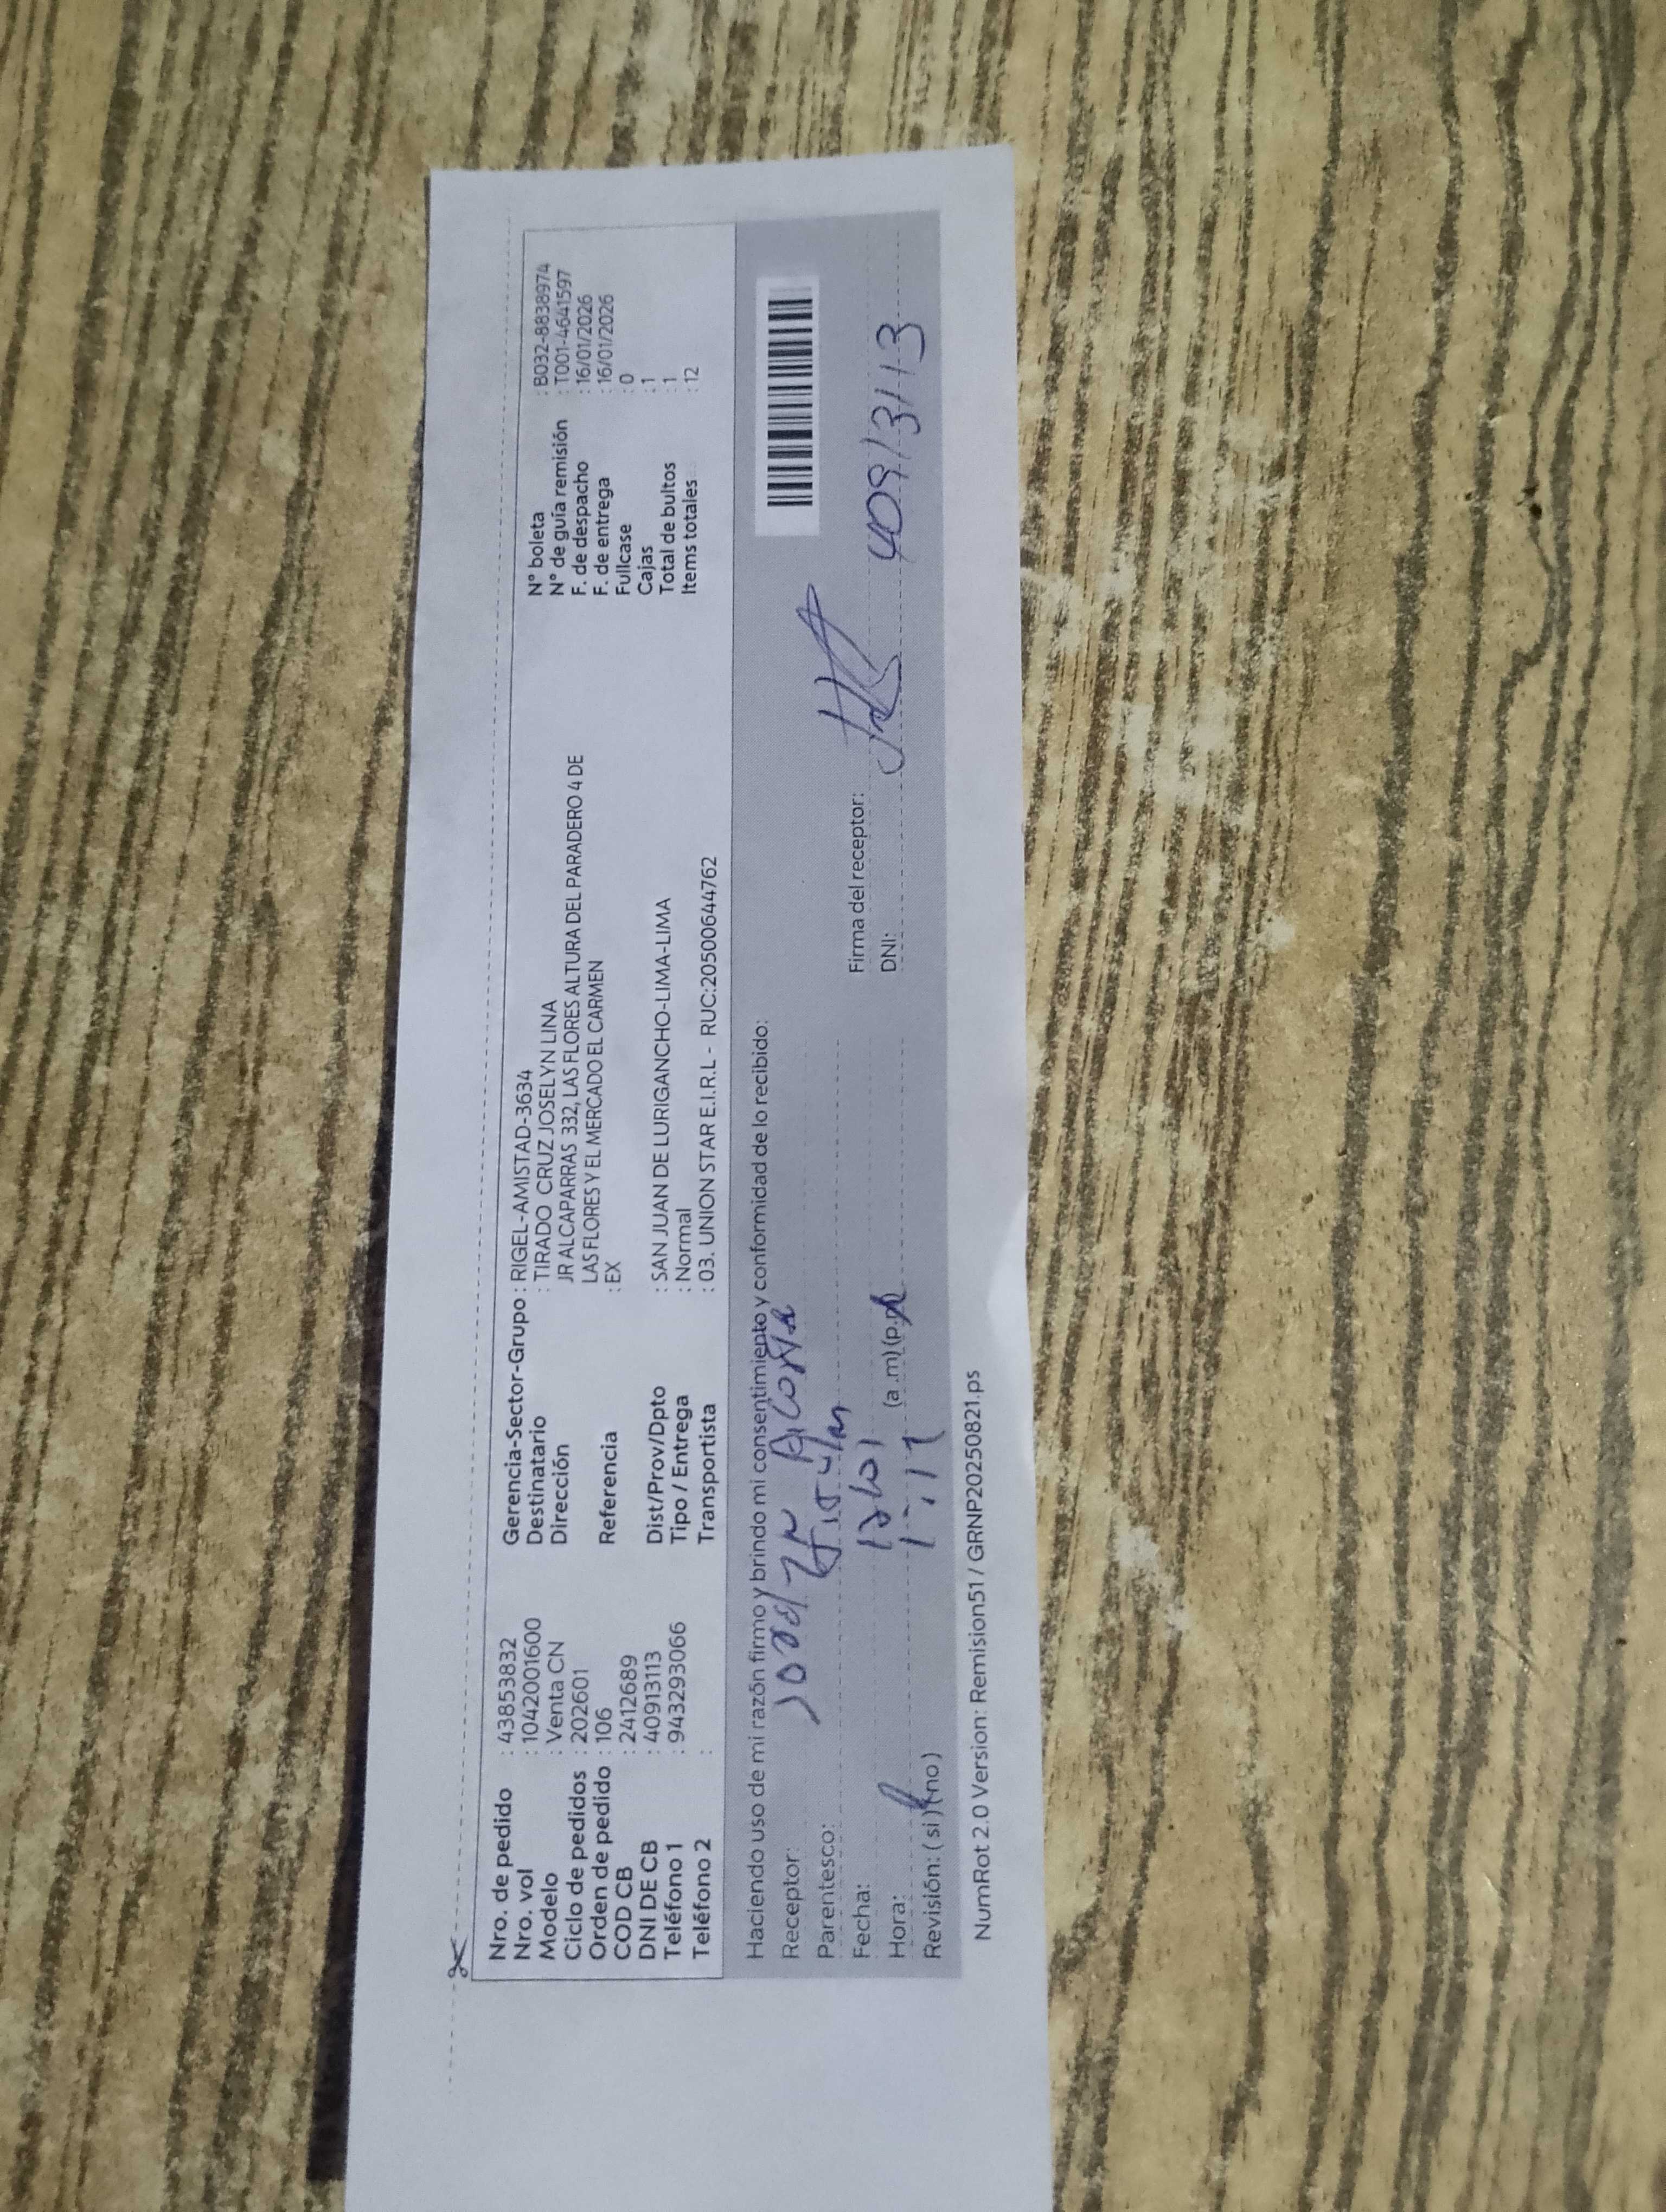 Nro. de pedido : 43853832
Nro. vol : 1042001600
Modelo : Venta CN
Ciclo de pedidos : 202601
Orden de pedido : 106
COD CB : 2412689
DNI DE CB : 40913113
Teléfono 1 : 943293066
Teléfono 2 :
Gerencia-Sector-Grupo : RIGEL-AMISTAD-3634
Destinatario : TIRADO CRUZ JOSELYN LINA
Dirección JR ALCAPARRAS 332, LAS FLORES ALTURA DEL PARADERO 4 DE
LAS FLORES Y EL MERCADO EL CARMEN
Referencia : EX
Dist/Prov/Dpto : SAN JUAN DE LURIGANCHO-LIMA-LIMA
Tipo / Entrega : Normal
Transportista : 03. UNION STAR E.I.R.L - RUC:20500644762
N° boleta : B032-8838974
N° de guía remisión : T001-4641597
F. de despacho : 16/01/2026
F. de entrega : 16/01/2026
Fullcase : 0
Cajas : 1
Total de bultos : 1
Items totales : 12
Haciendo uso de mi razón firmo y brindo mi consentimiento y conformidad de lo recibido:
Receptor:
Parentesco:
Fecha:
Hora: (a .m) (p.
Revisión: ( si ) ( no )
Firma del receptor:
DNI: 40913113
NumRot 2.0 Version: Remision51 / GRNP20250821.ps